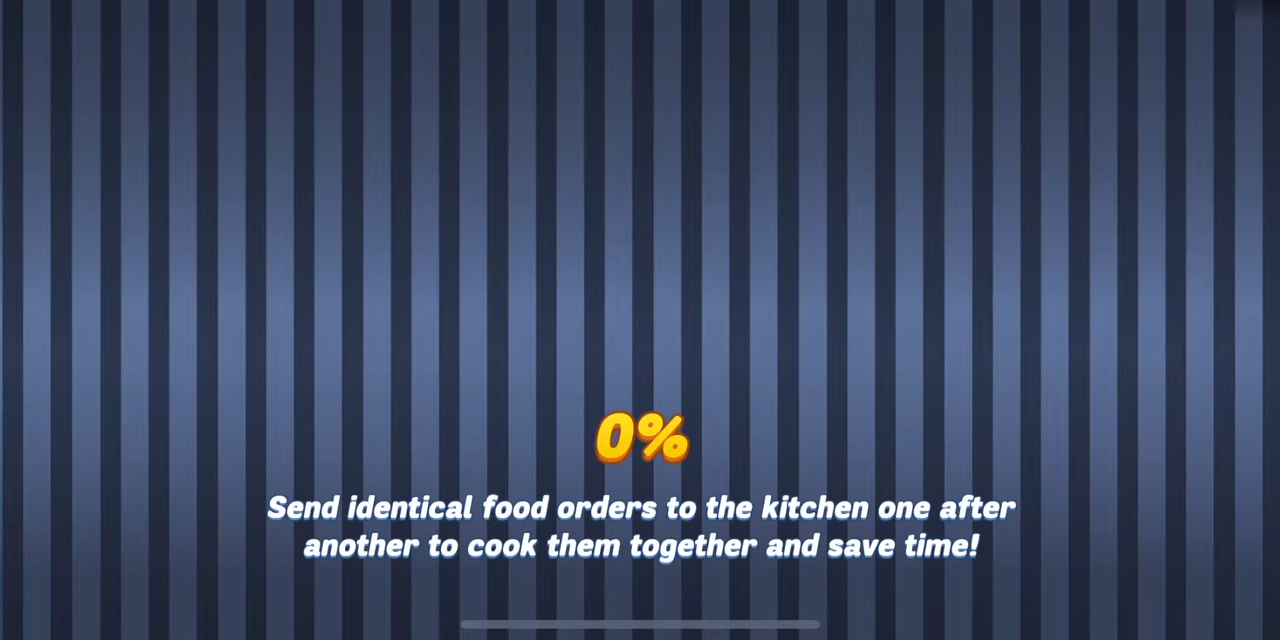 0%
Send identical food orders to the kitchen one after
another to cook them together and save time!